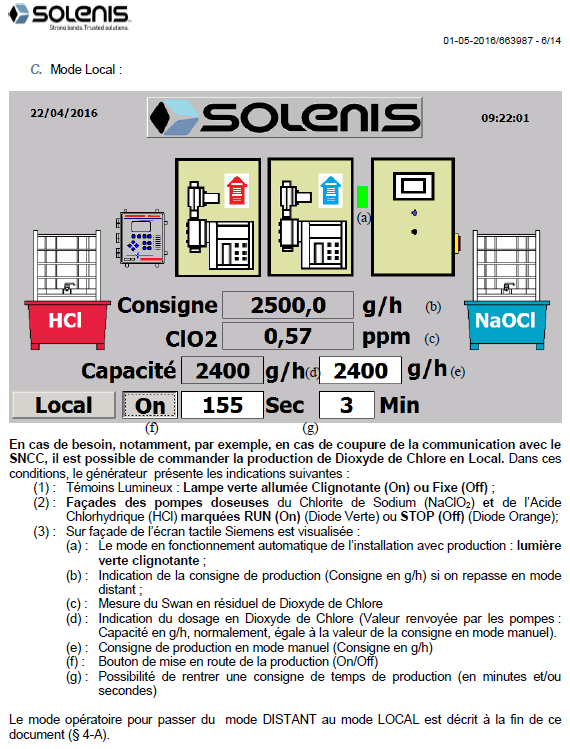 SOLENIS™
Strong bonds. Trusted solutions.
01-05-2016/663987 - 6/14
C. Mode Local :
22/04/2016
SOLENIS
09:22:01
(a)
HCl
NaOCl
Consigne 2500,0 g/h (b)
ClO2 0,57 ppm (c)
Capacité 2400 g/h (d) 2400 g/h (e)
Local On 155 Sec 3 Min
(f) (g)
En cas de besoin, notamment, par exemple, en cas de coupure de la communication avec le
SNCC, il est possible de commander la production de Dioxyde de Chlore en Local. Dans ces
conditions, le générateur présente les indications suivantes :
(1) : Témoins Lumineux : Lampe verte allumée Clignotante (On) ou Fixe (Off) ;
(2) : Façades des pompes doseuses du Chlorite de Sodium (NaClO₂) et de l'Acide
Chlorhydrique (HCl) marquées RUN (On) (Diode Verte) ou STOP (Off) (Diode Orange);
(3) : Sur façade de l'écran tactile Siemens est visualisée :
(a) : Le mode en fonctionnement automatique de l'installation avec production : lumière
verte clignotante ;
(b) : Indication de la consigne de production (Consigne en g/h) si on repasse en mode
distant ;
(c) : Mesure du Swan en résiduel de Dioxyde de Chlore
(d) : Indication du dosage en Dioxyde de Chlore (Valeur renvoyée par les pompes :
Capacité en g/h, normalement, égale à la valeur de la consigne en mode manuel).
(e) : Consigne de production en mode manuel (Consigne en g/h)
(f) : Bouton de mise en route de la production (On/Off)
(g) : Possibilité de rentrer une consigne de temps de production (en minutes et/ou
secondes)
Le mode opératoire pour passer du mode DISTANT au mode LOCAL est décrit à la fin de ce
document (§ 4-A).